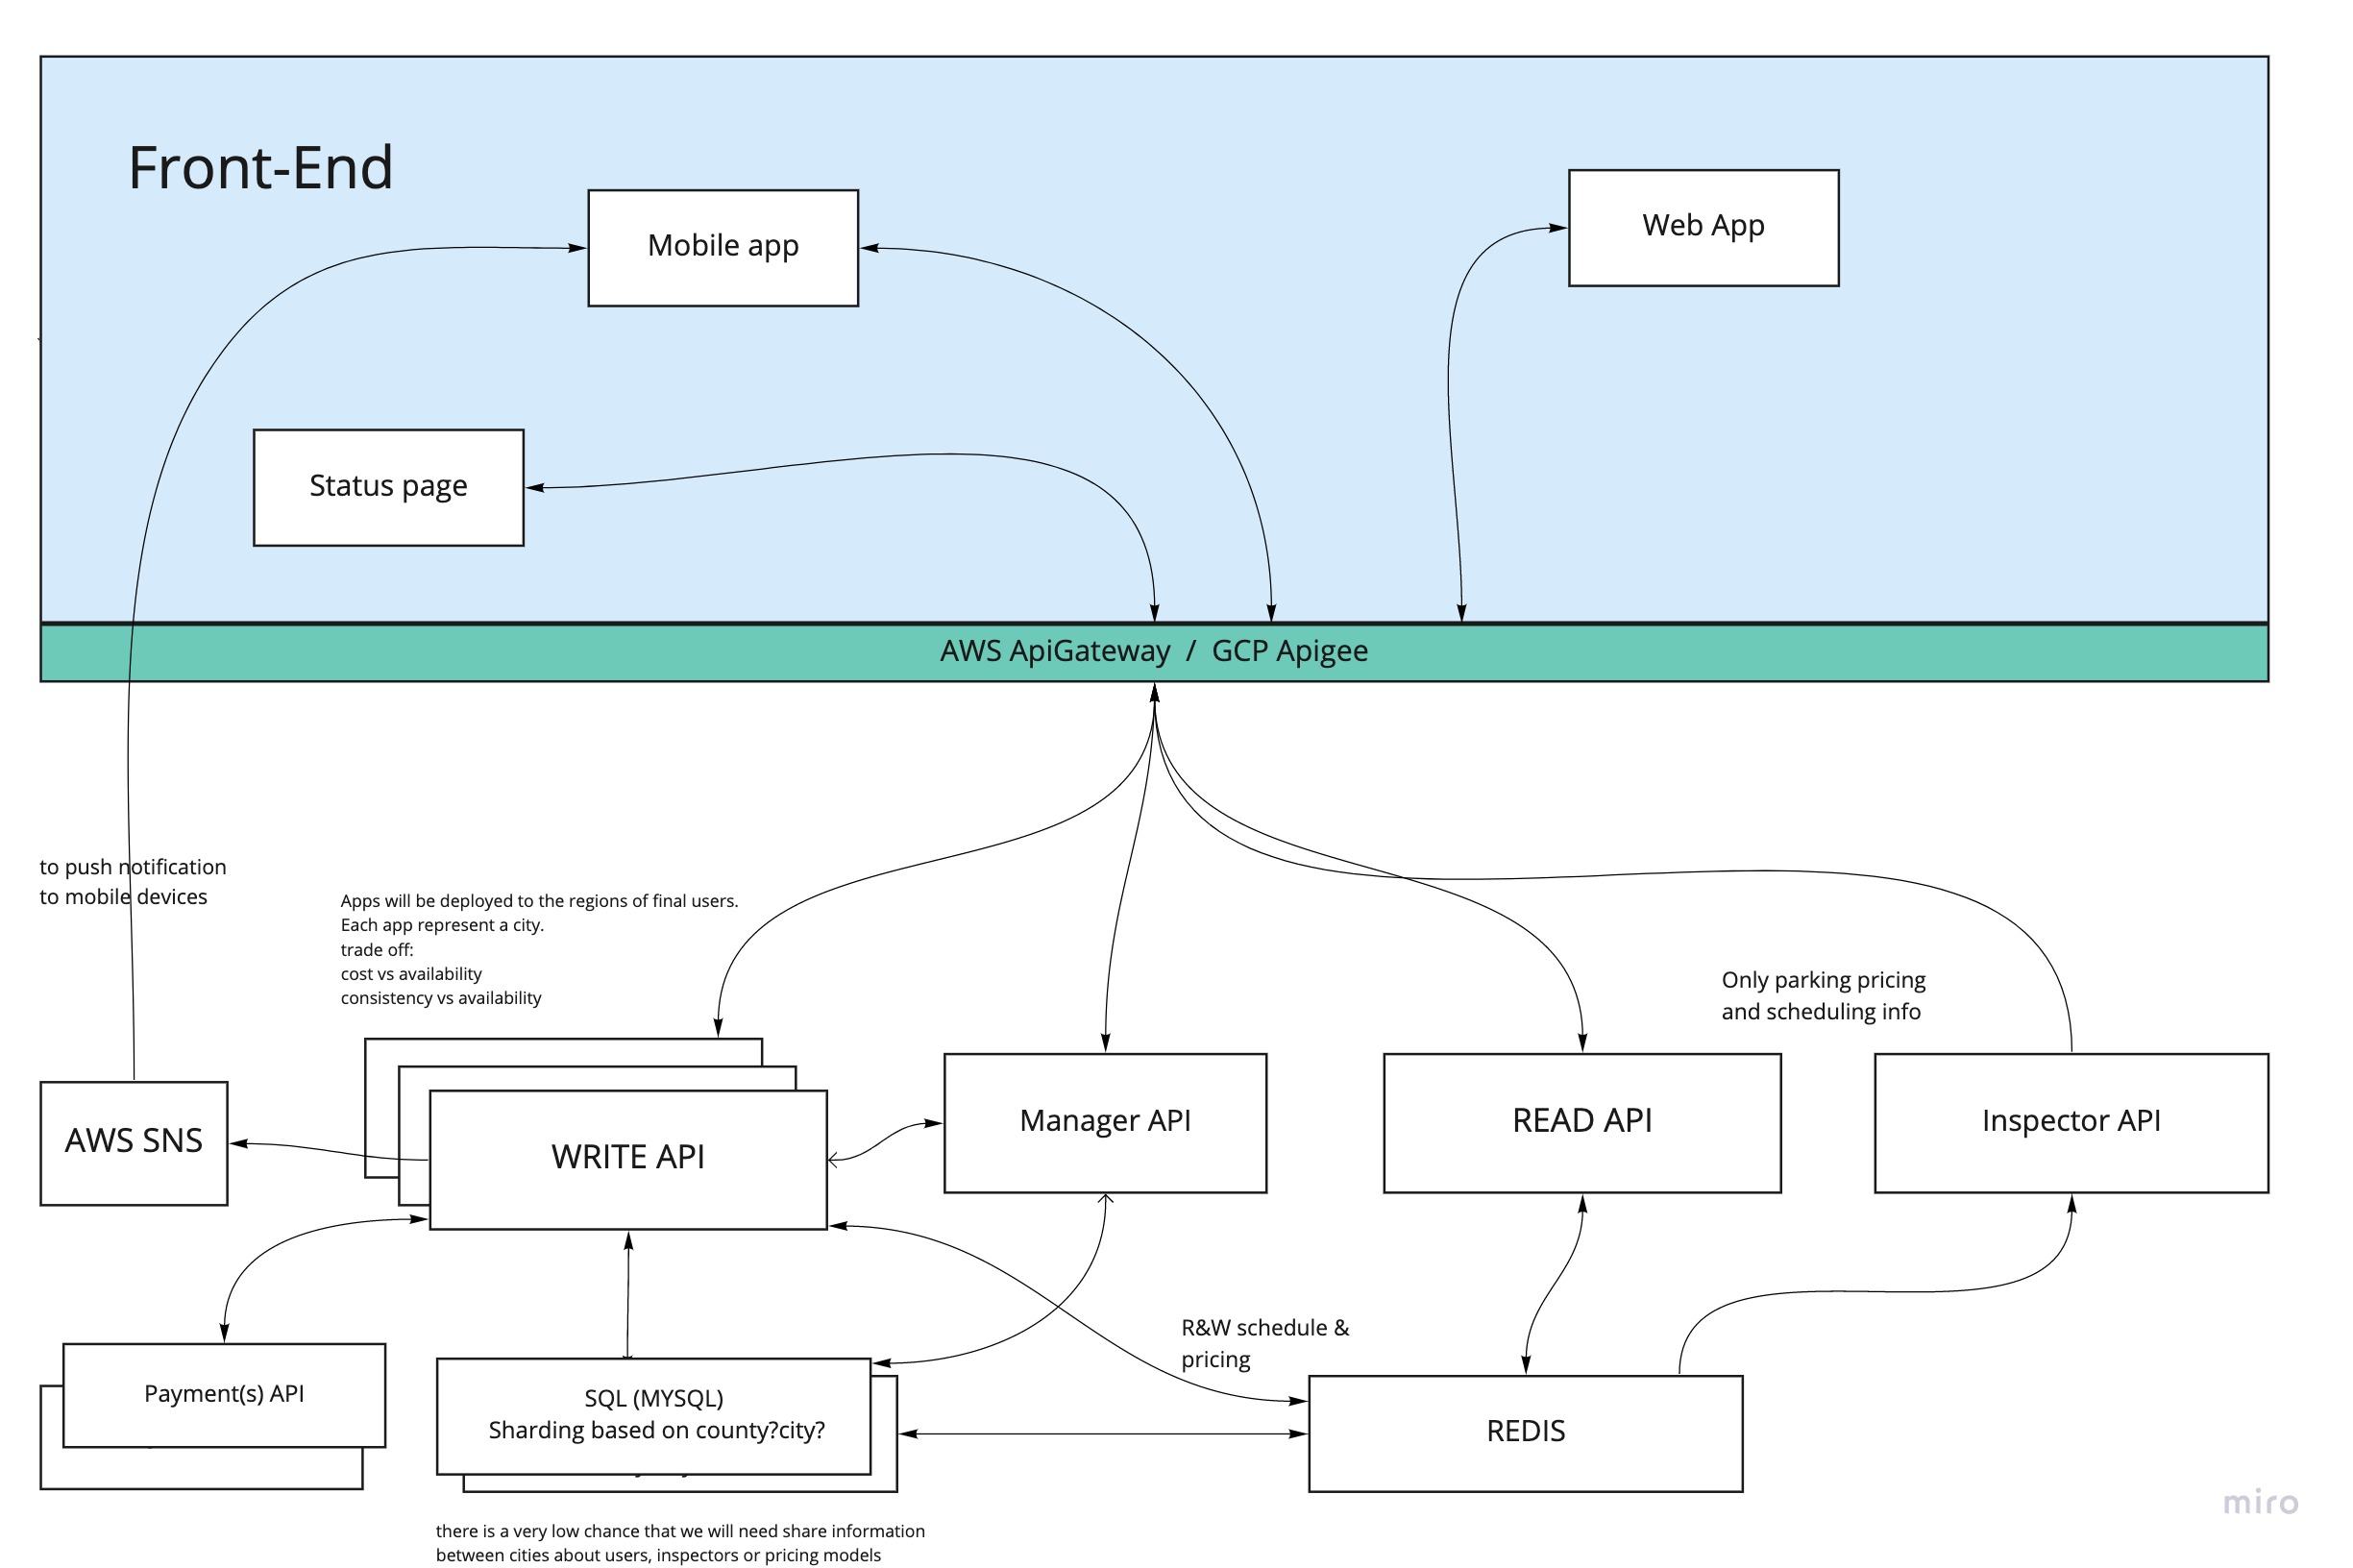 Front-End
Mobile app
Web App
Status page
AWS ApiGateway / GCP Apigee
to push notification
to mobile devices
Apps will be deployed to the regions of final users.
Each app represent a city.
trade off:
cost vs availability
consistency vs availability
Only parking pricing
and scheduling info
AWS SNS
WRITE API
Manager API
READ API
Inspector API
R&W schedule &
pricing
Payment(s) API
SQL (MYSQL)
Sharding based on county?city?
REDIS
miro
there is a very low chance that we will need share information
between cities about users, inspectors or pricing models